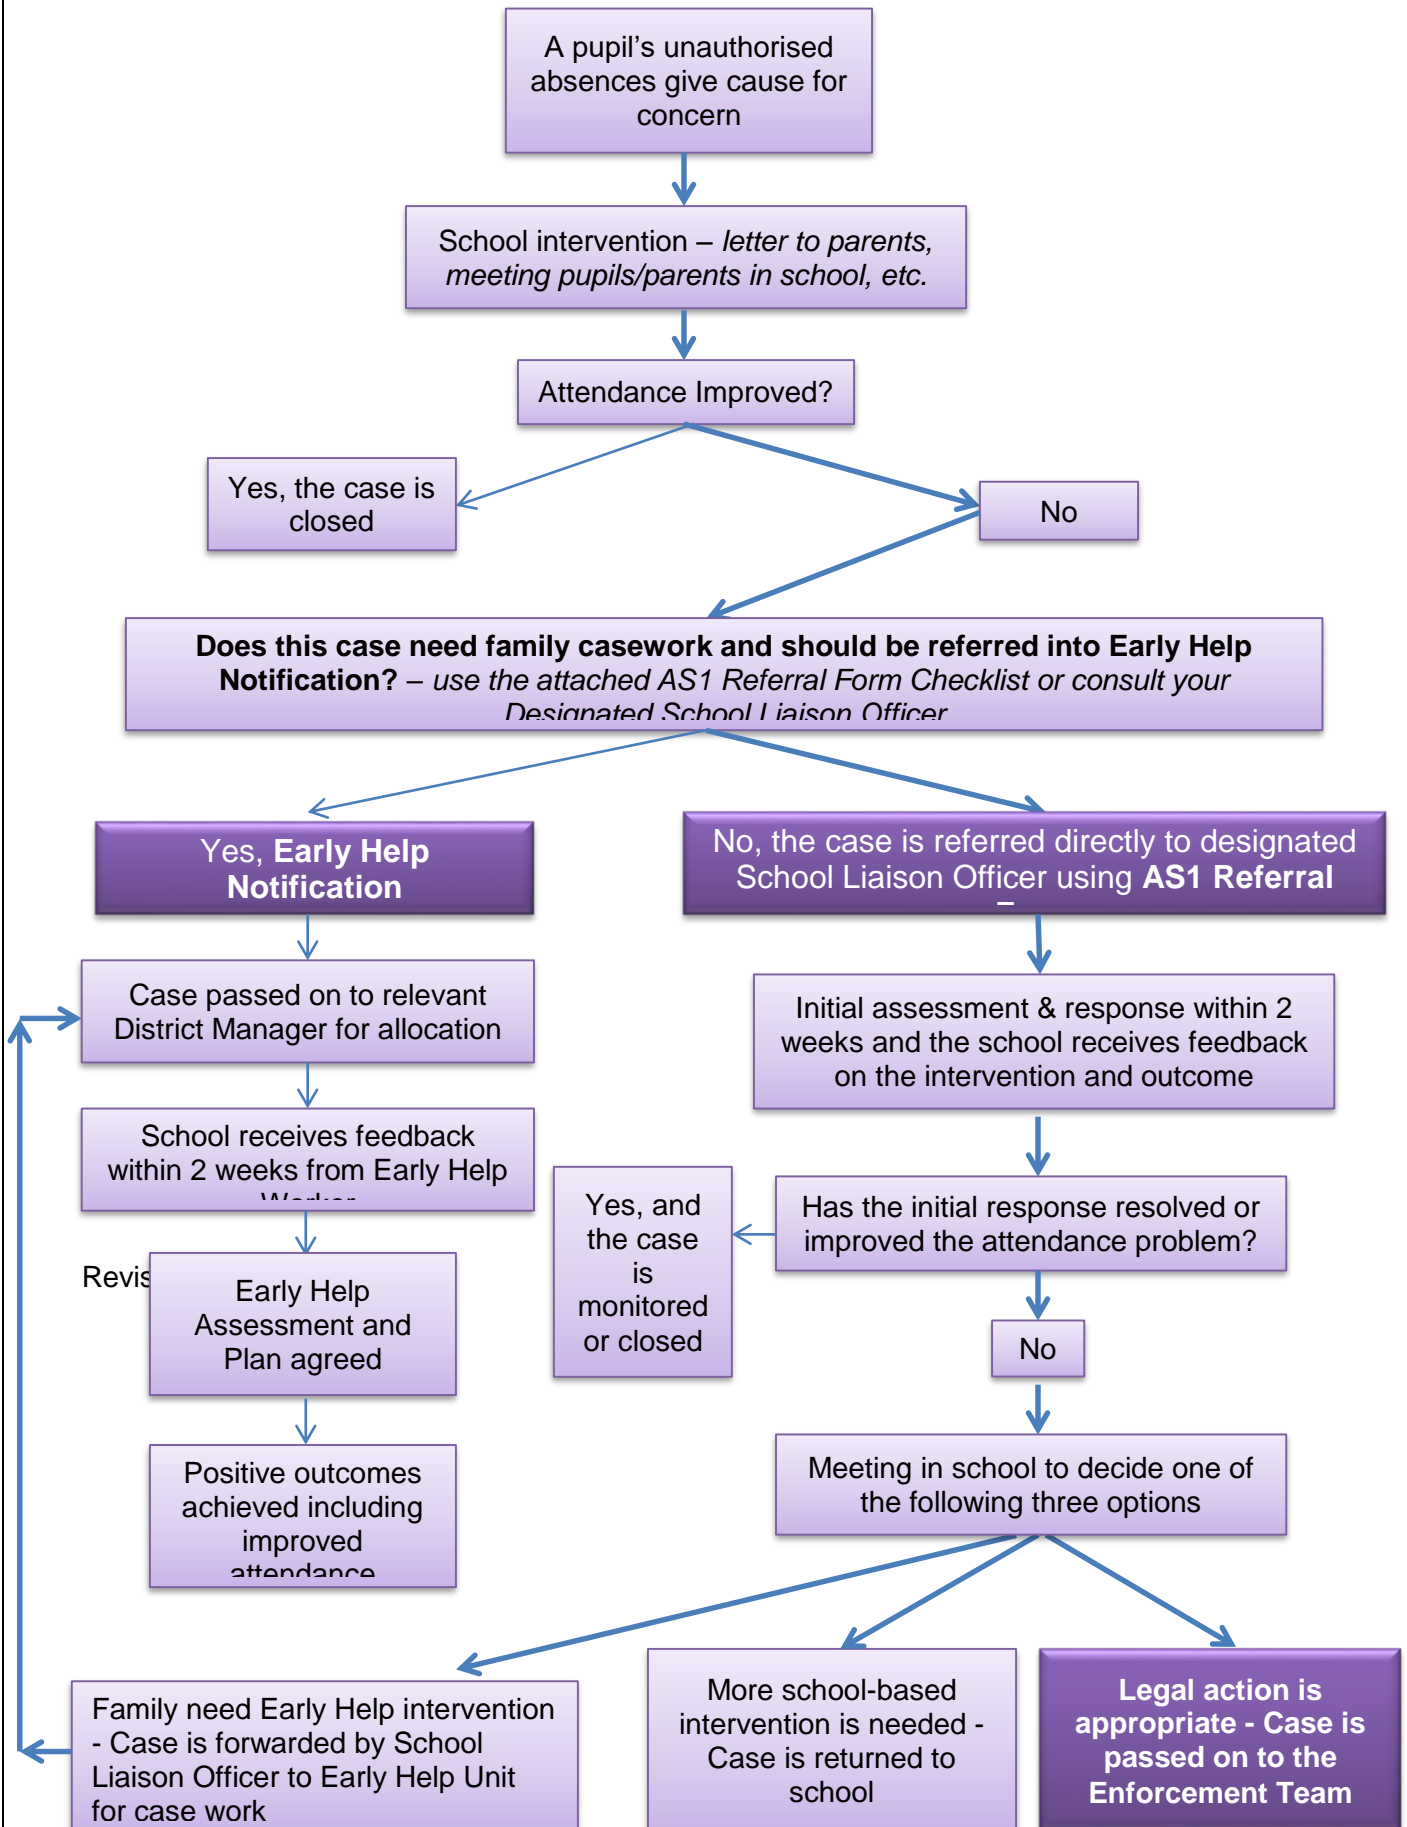 A pupil’s unauthorised
absences give cause for
concern
School intervention – letter to parents,
meeting pupils/parents in school, etc.
Attendance Improved?
Yes, the case is
closed
No
Does this case need family casework and should be referred into Early Help
Notification? – use the attached AS1 Referral Form Checklist or consult your
Designated School Liaison Officer
Yes, Early Help
Notification
No, the case is referred directly to designated
School Liaison Officer using AS1 Referral
Case passed on to relevant
District Manager for allocation
Initial assessment & response within 2
weeks and the school receives feedback
on the intervention and outcome
School receives feedback
within 2 weeks from Early Help
Worker
Yes, and
the case
is
monitored
or closed
Has the initial response resolved or
improved the attendance problem?
Revis
Early Help
Assessment and
Plan agreed
No
Positive outcomes
achieved including
improved
attendance
Meeting in school to decide one of
the following three options
Family need Early Help intervention
- Case is forwarded by School
Liaison Officer to Early Help Unit
for case work
More school-based
intervention is needed -
Case is returned to
school
Legal action is
appropriate - Case is
passed on to the
Enforcement Team